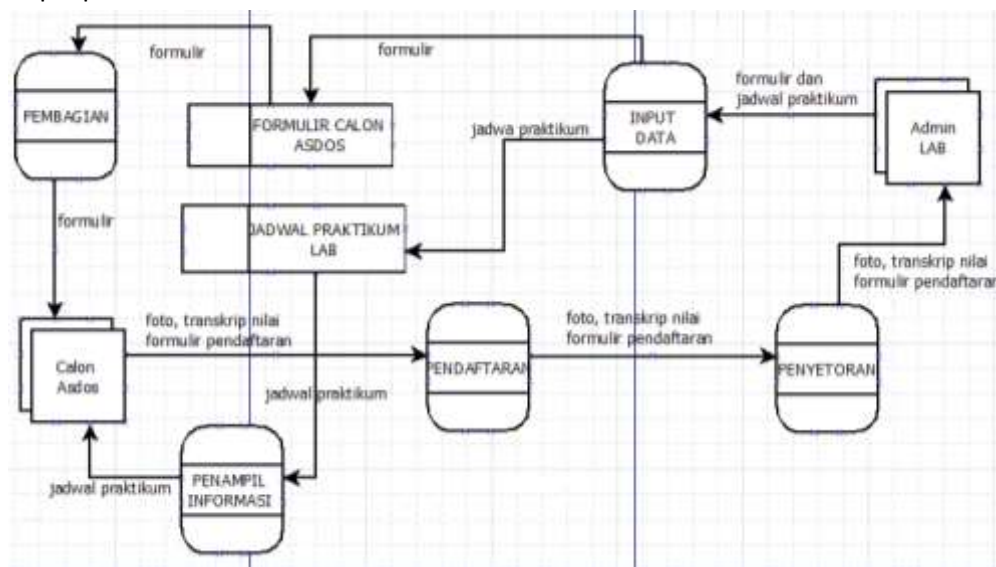 formulir
formulir
formulir dan
jadwal praktikum
PEMBAGIAN
FORMULIR CALON
ASDOS
INPUT
DATA
Admin
LAB
jadwa praktikum
formulir
JADWAL PRAKTIKUM
LAB
foto, transkrip nilai
formulir pendaftaran
foto, transkrip nilai
formulir pendaftaran
foto, transkrip nilai
formulir pendaftaran
Calon
Asdos
PENDAFTARAN
PENYETORAN
jadwal praktikum
jadwal praktikum
PENAMPIL
INFORMASI